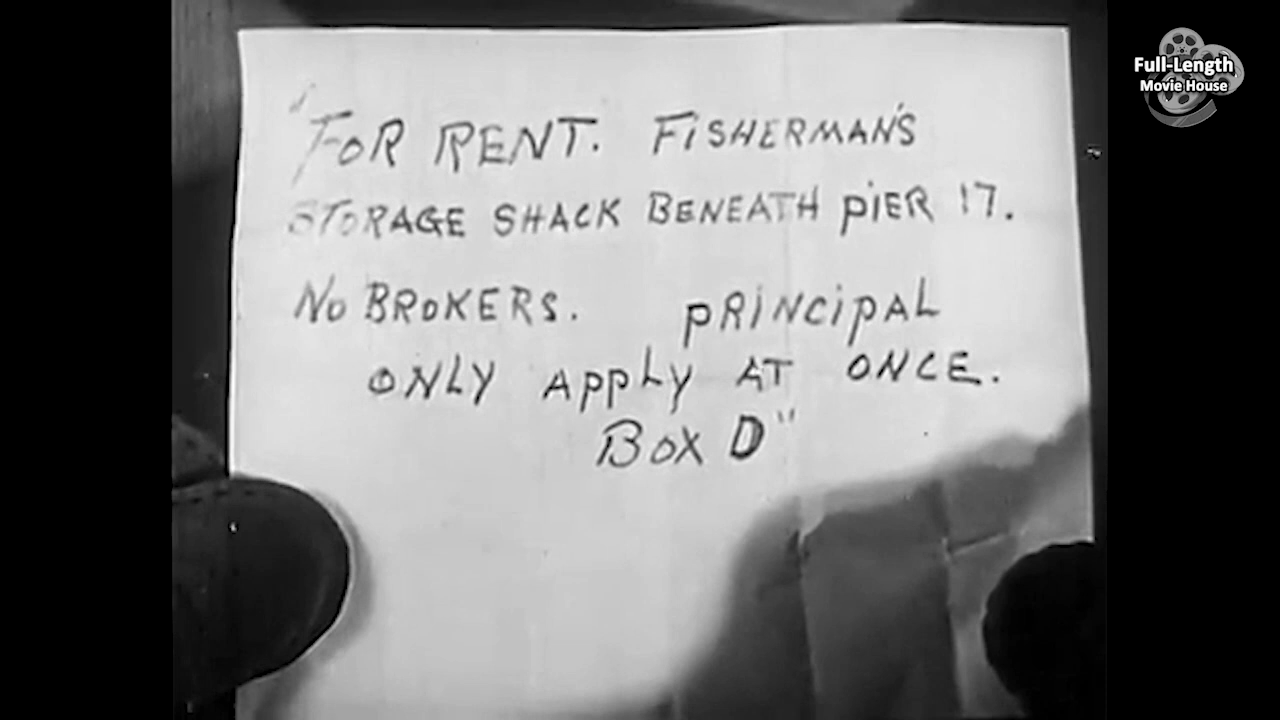 "FOR RENT. FISHERMAN'S
STORAGE SHACK BENEATH PIER 17.
NO BROKERS. PRINCIPAL
ONLY APPLY AT ONCE.
BOX D"
Full-Length
Movie House